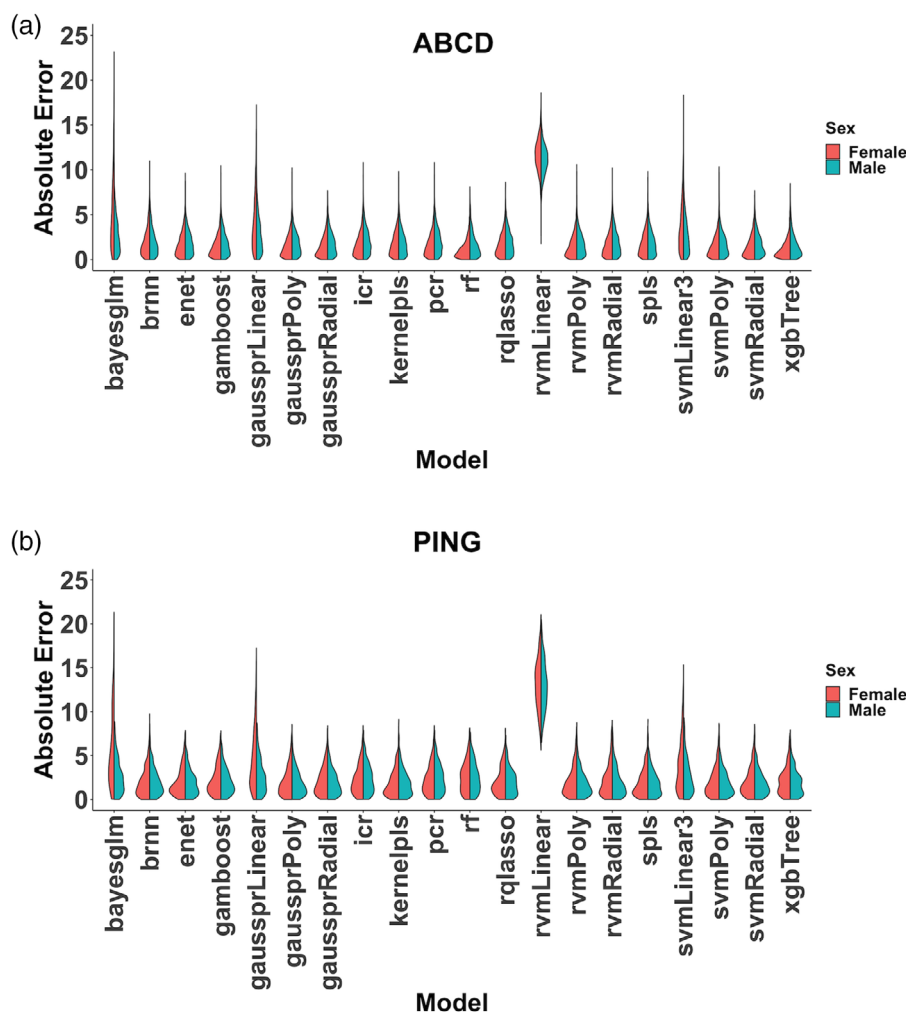 (a)
ABCD
Absolute Error
25
20
15
10
5
0
bayesglm
brnn
enet
gamboost
gaussprLinear
gaussprPoly
gaussprRadial
icr
kernelpls
pcr
rf
rqlasso
rvmLinear
rvmPoly
rvmRadial
spls
svmLinear3
svmPoly
svmRadial
xgbTree
Model
Sex
Female
Male
(b)
PING
Absolute Error
25
20
15
10
5
0
bayesglm
brnn
enet
gamboost
gaussprLinear
gaussprPoly
gaussprRadial
icr
kernelpls
pcr
rf
rqlasso
rvmLinear
rvmPoly
rvmRadial
spls
svmLinear3
svmPoly
svmRadial
xgbTree
Model
Sex
Female
Male